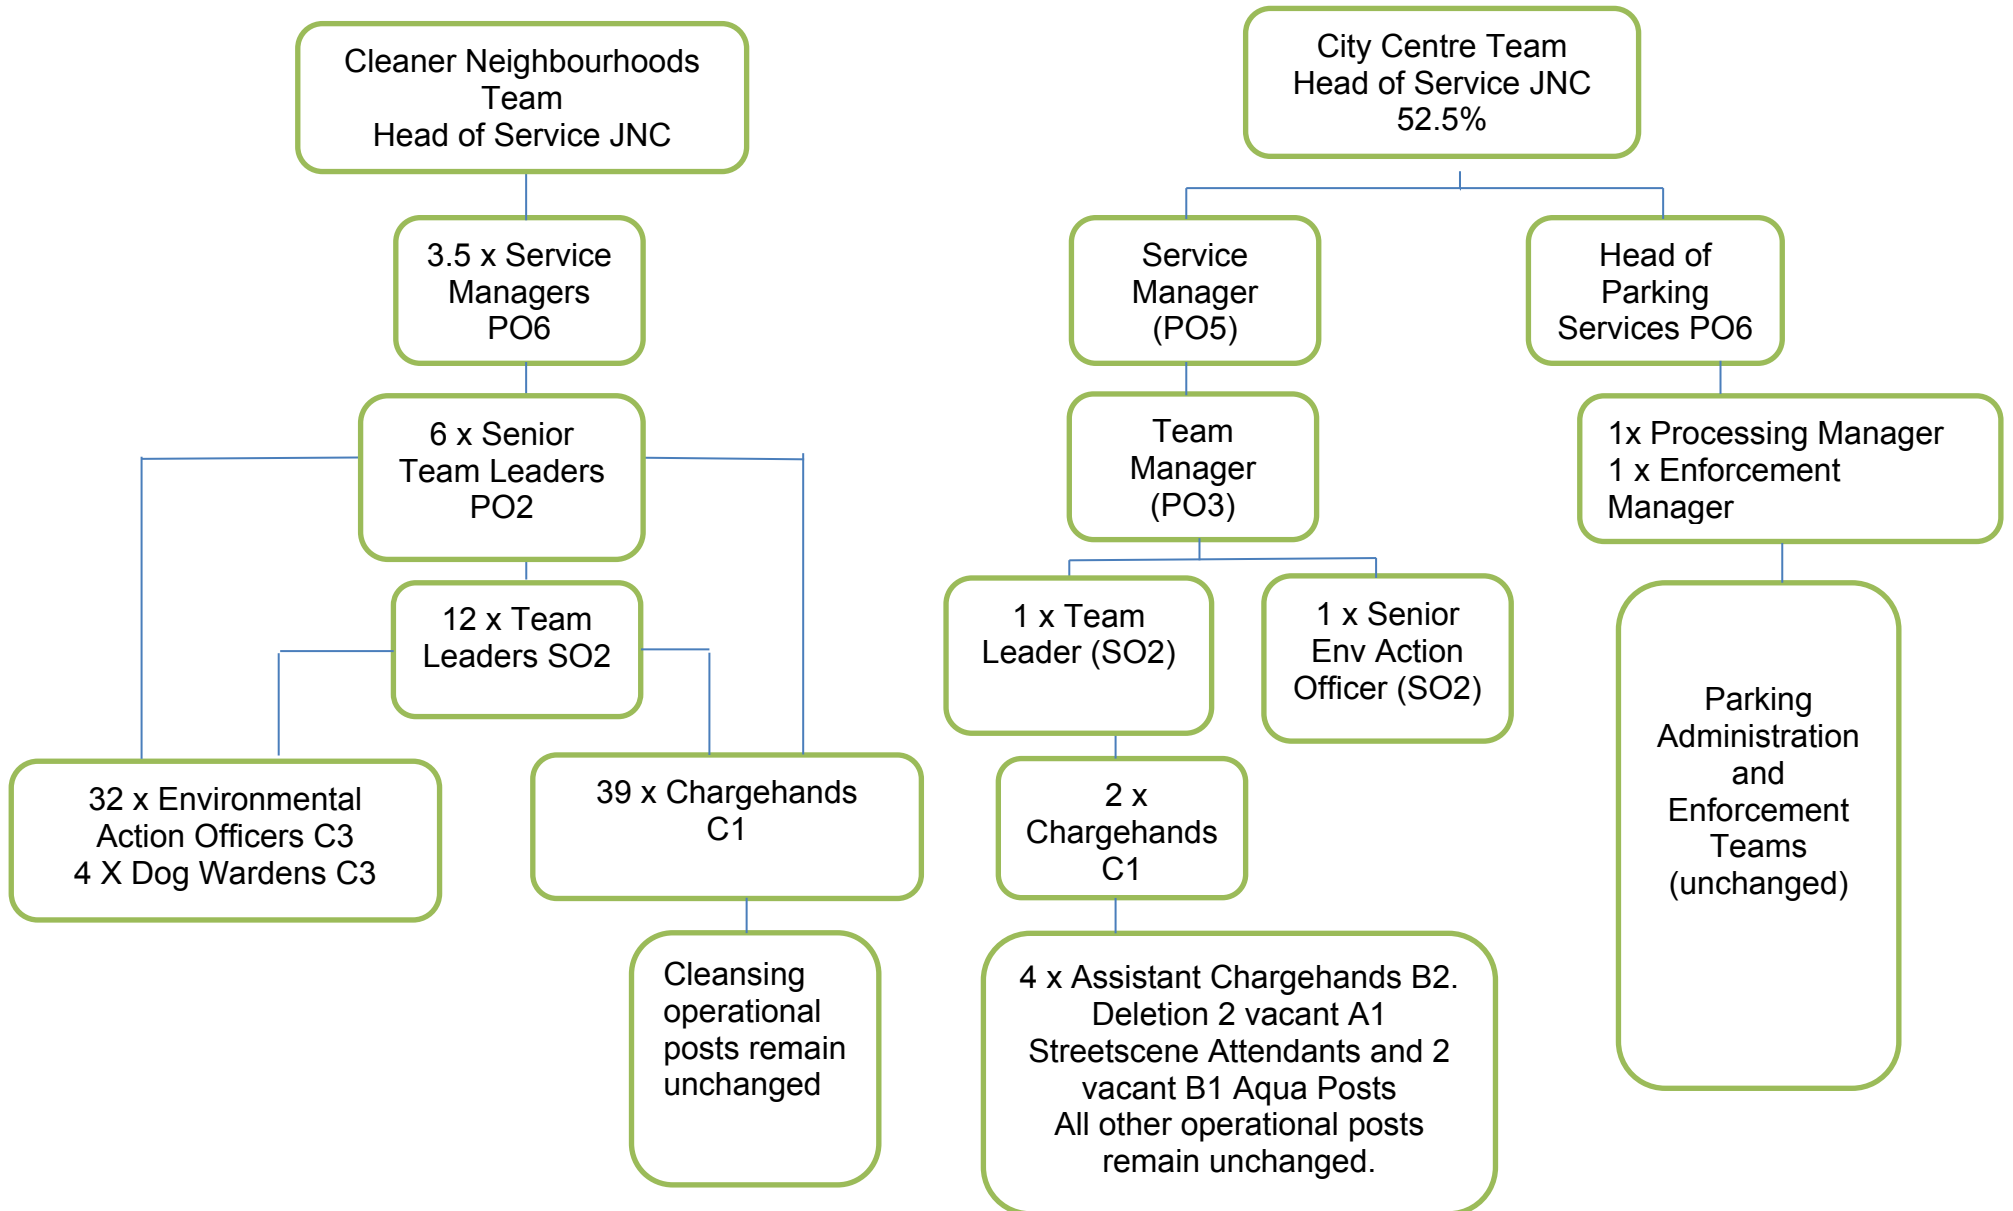 Cleaner Neighbourhoods
Team
Head of Service JNC
3.5 x Service
Managers
PO6
6 x Senior
Team Leaders
PO2
12 x Team
Leaders SO2
32 x Environmental
Action Officers C3
4 X Dog Wardens C3
39 x Chargehands
C1
Cleansing
operational
posts remain
unchanged
City Centre Team
Head of Service JNC
52.5%
Service
Manager
(PO5)
Team
Manager
(PO3)
1 x Team
Leader (SO2)
1 x Senior
Env Action
Officer (SO2)
2 x
Chargehands
C1
4 x Assistant Chargehands B2.
Deletion 2 vacant A1
Streetscene Attendants and 2
vacant B1 Aqua Posts
All other operational posts
remain unchanged.
Head of
Parking
Services PO6
1x Processing Manager
1 x Enforcement
Manager
Parking
Administration
and
Enforcement
Teams
(unchanged)